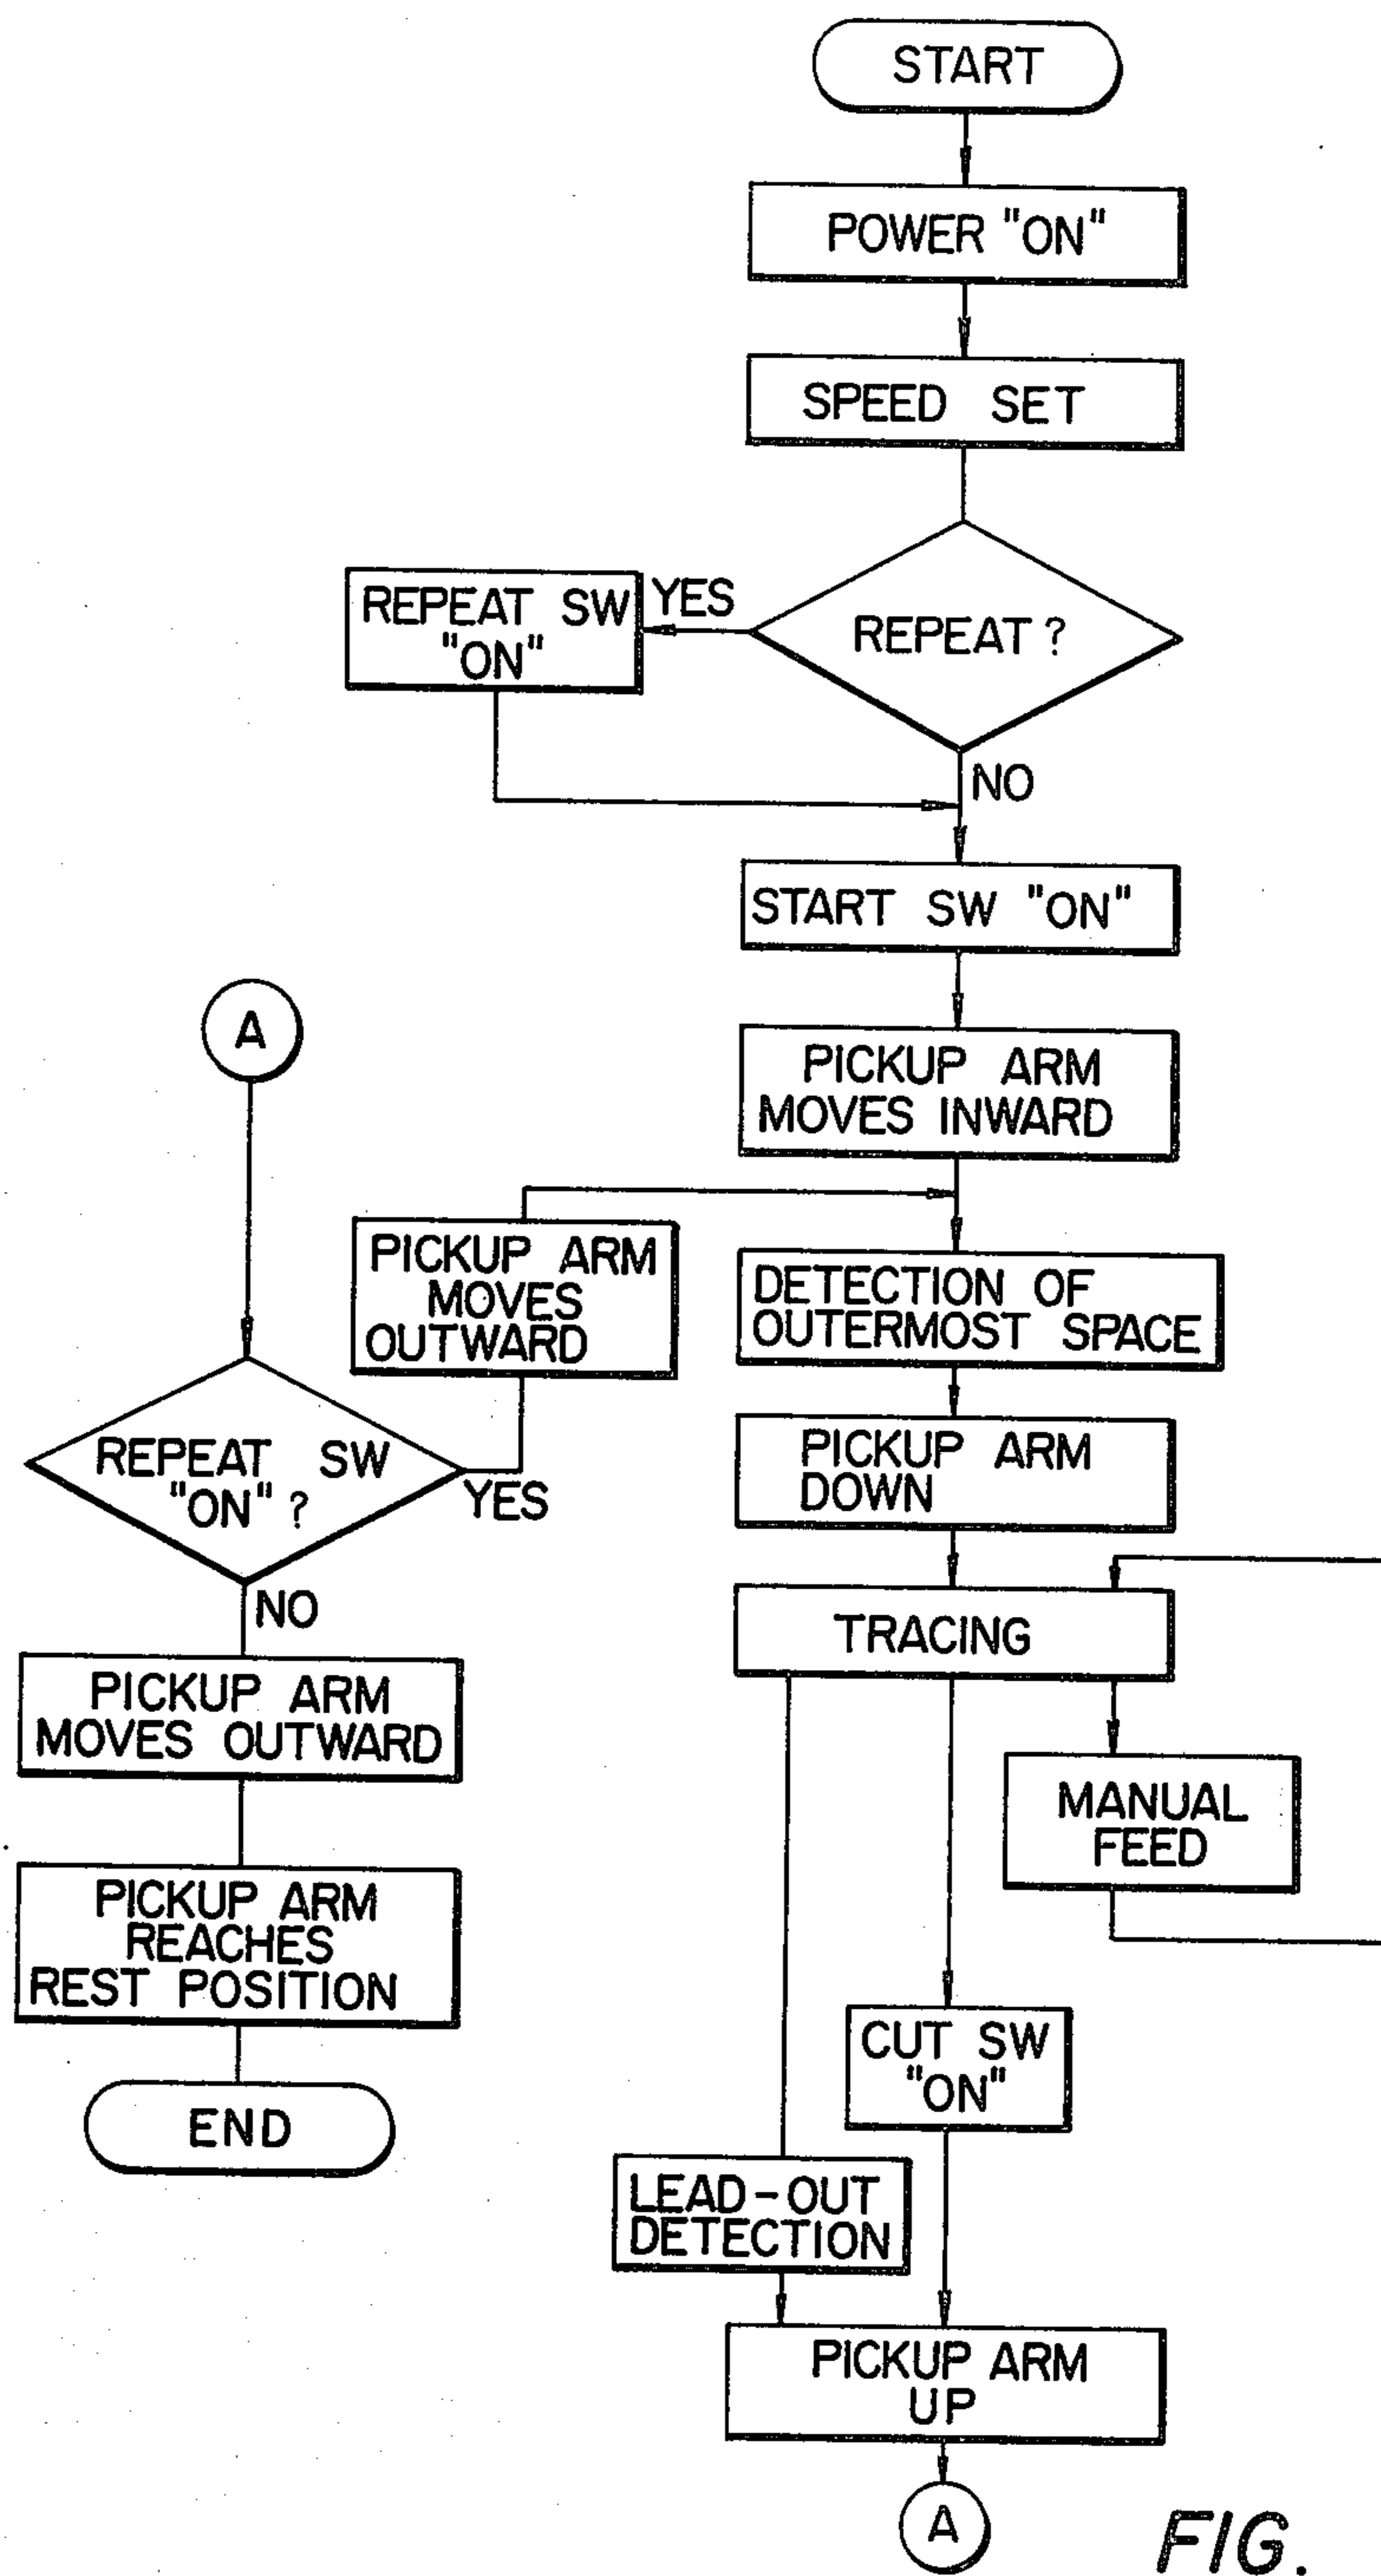 START
POWER "ON"
SPEED SET
REPEAT SW
"ON"
YES
REPEAT ?
NO
START SW "ON"
A
PICKUP ARM
MOVES INWARD
PICKUP ARM
MOVES
OUTWARD
DETECTION OF
OUTERMOST SPACE
REPEAT SW
"ON" ?
YES
PICKUP ARM
DOWN
NO
TRACING
PICKUP ARM
MOVES OUTWARD
MANUAL
FEED
PICKUP ARM
REACHES
REST POSITION
CUT SW
"ON"
END
LEAD-OUT
DETECTION
PICKUP ARM
UP
A
FIG.